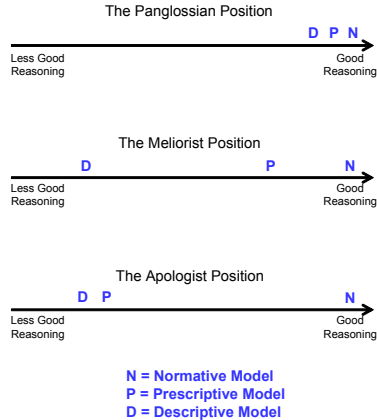 The Panglossian Position
D P N
Less Good Good
Reasoning Reasoning
The Meliorist Position
D P N
Less Good Good
Reasoning Reasoning
The Apologist Position
D P N
Less Good Good
Reasoning Reasoning
N = Normative Model
P = Prescriptive Model
D = Descriptive Model